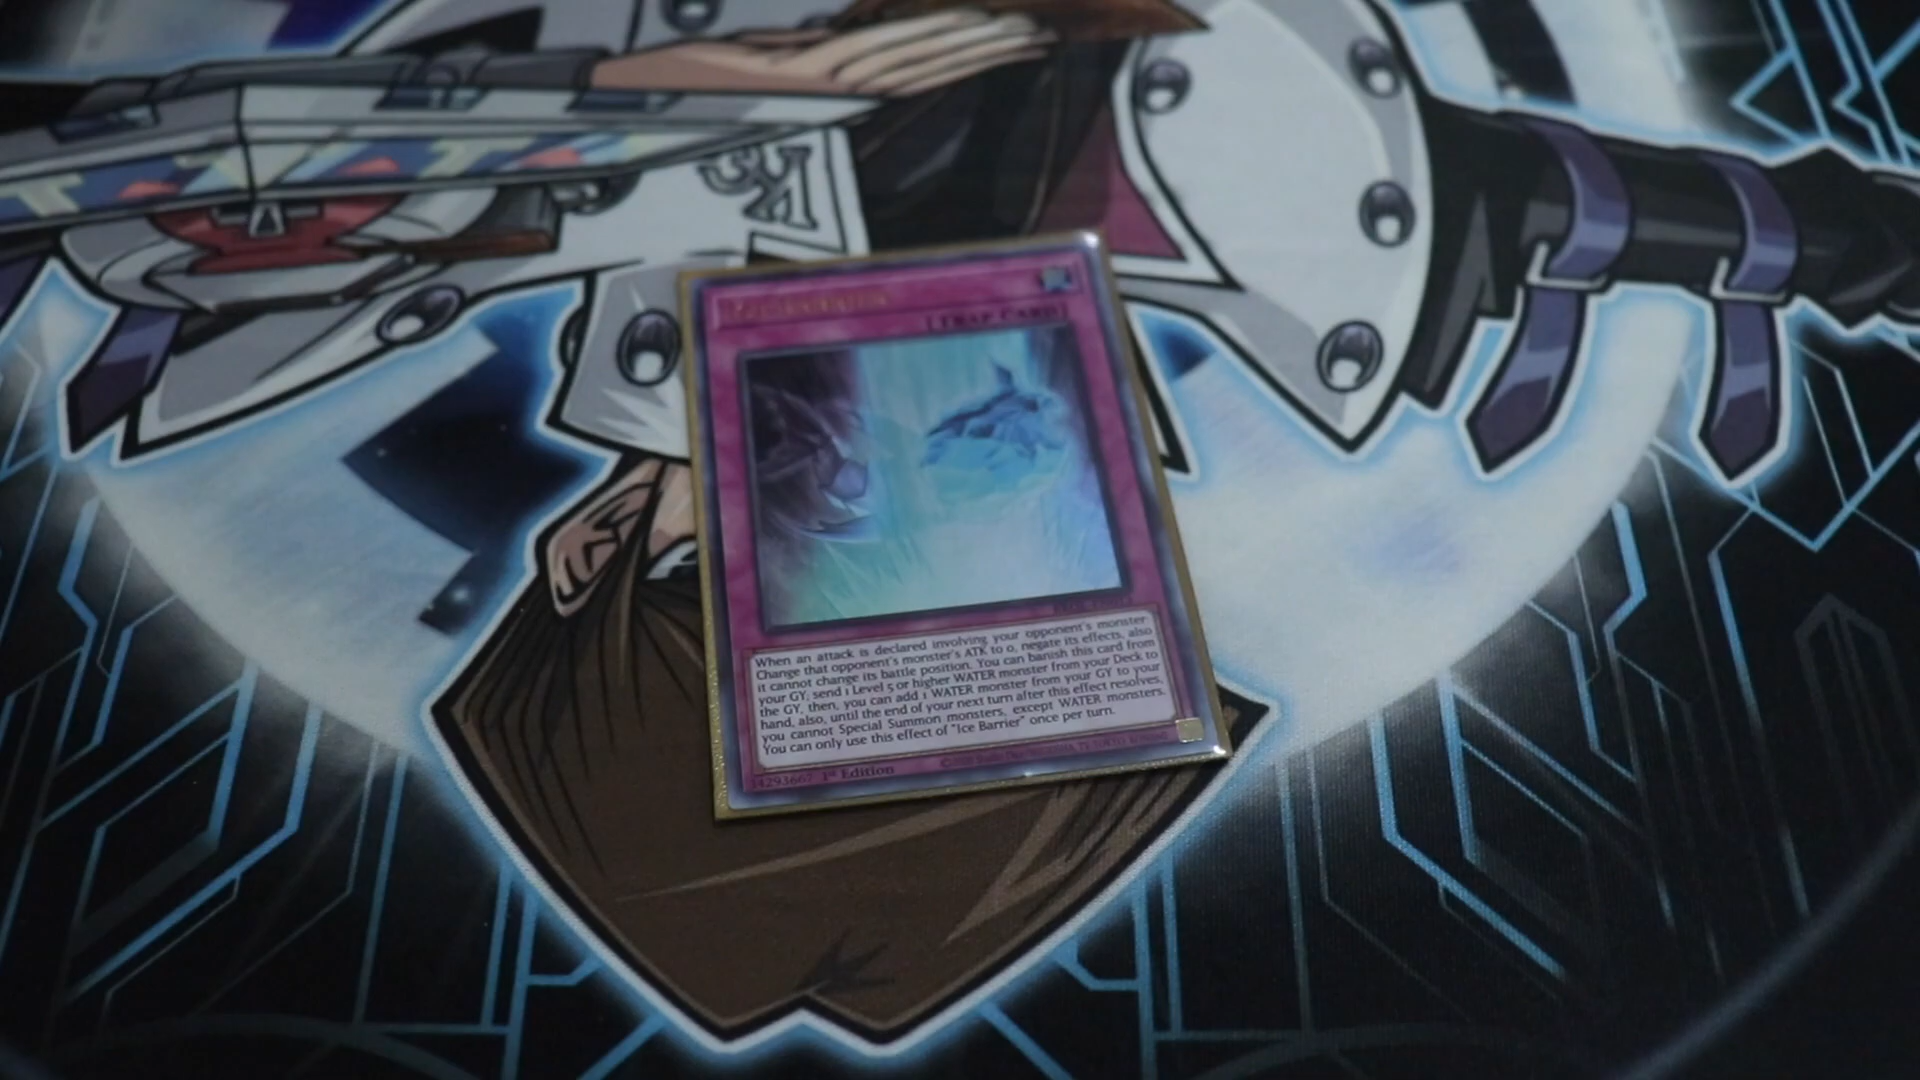 [TRAP CARD]
When an attack is declared involving your opponent's monster
Change that opponent's monster's ATK to 0, negate its effects, also
it cannot change its battle position. You can banish this card from
your GY; send 1 Level 5 or higher WATER monster from your Deck to
the GY, then, you can add 1 WATER monster from your GY to your
hand, also, until the end of your next turn after this effect resolves,
you cannot Special Summon monsters, except WATER monsters.
You can only use this effect of "Ice Barrier" once per turn.
14293667 1st Edition